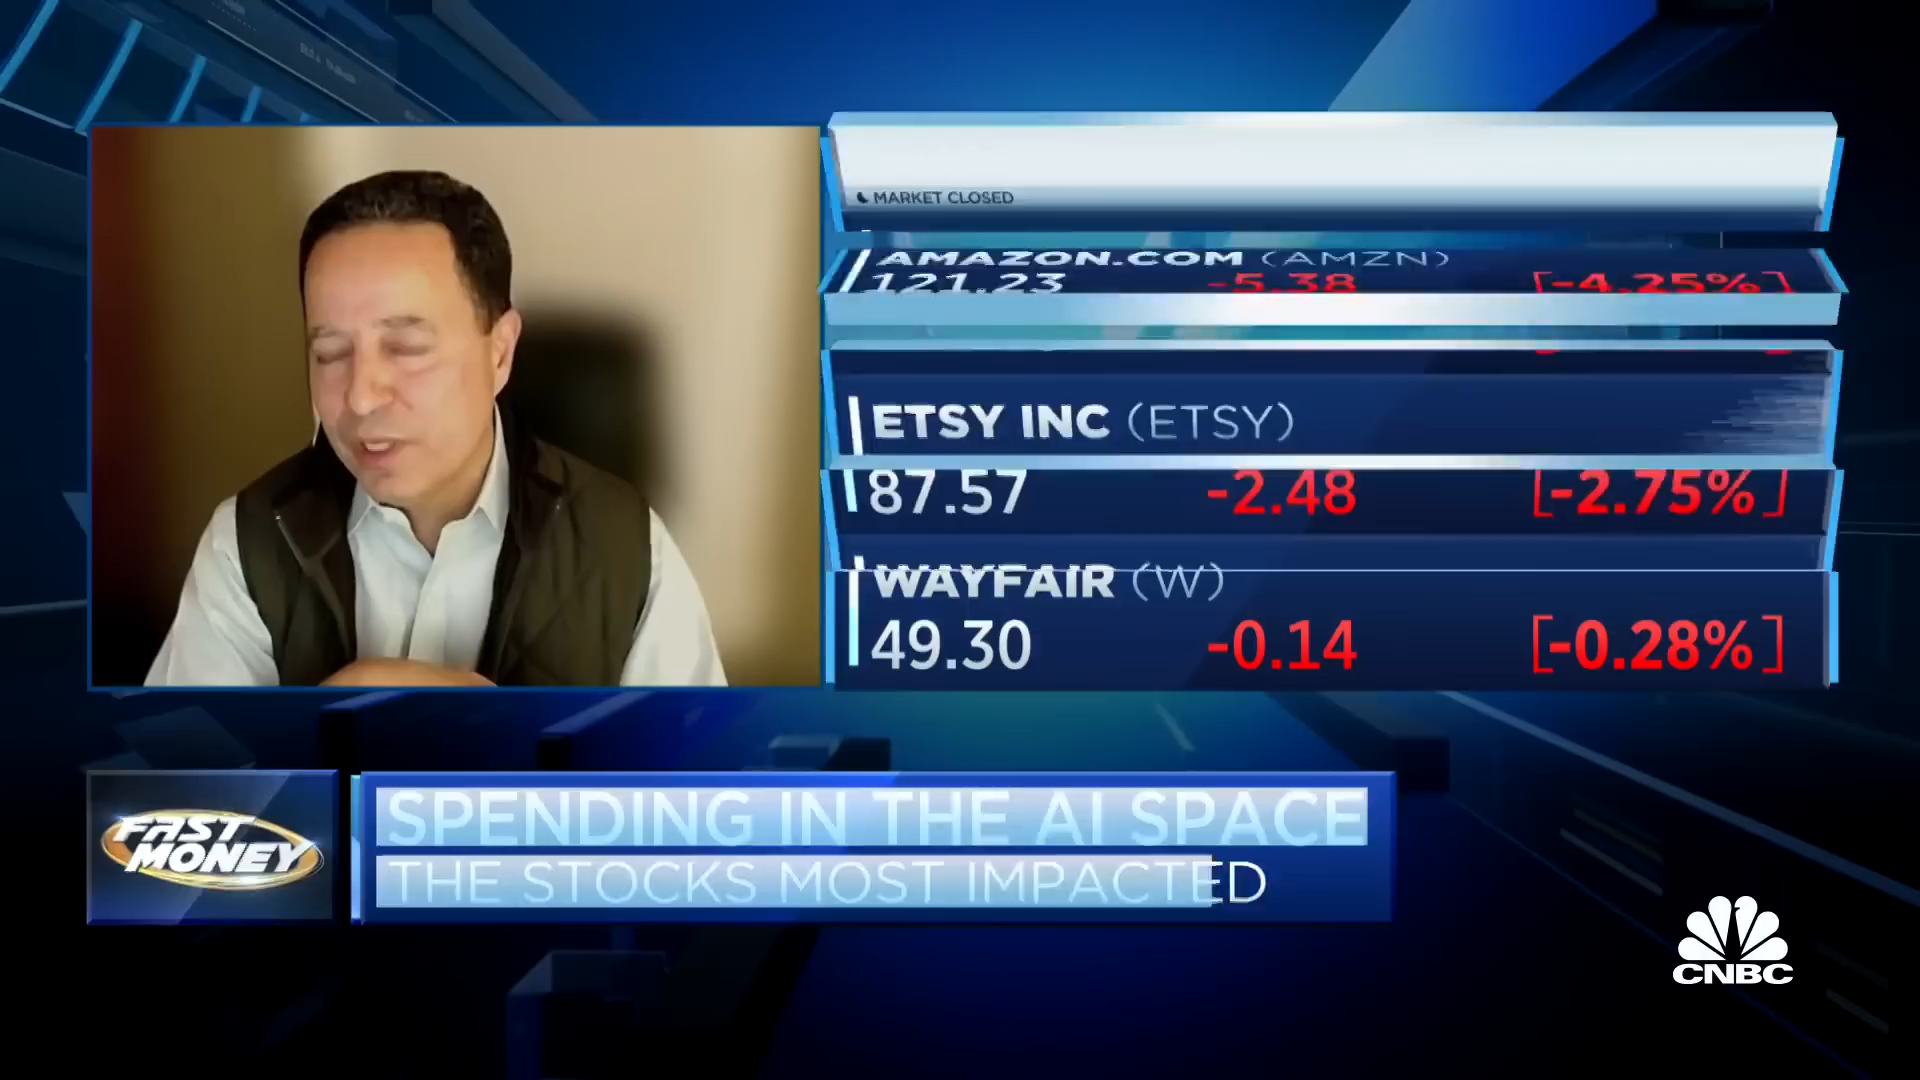 MARKET CLOSED
AMAZON.COM (AMZN)
121.23 -5.38 [-4.25%]
ETSY INC (ETSY)
87.57 -2.48 [-2.75%]
WAYFAIR (W)
49.30 -0.14 [-0.28%]
FAST
MONEY
SPENDING IN THE AI SPACE
THE STOCKS MOST IMPACTED
CNBC